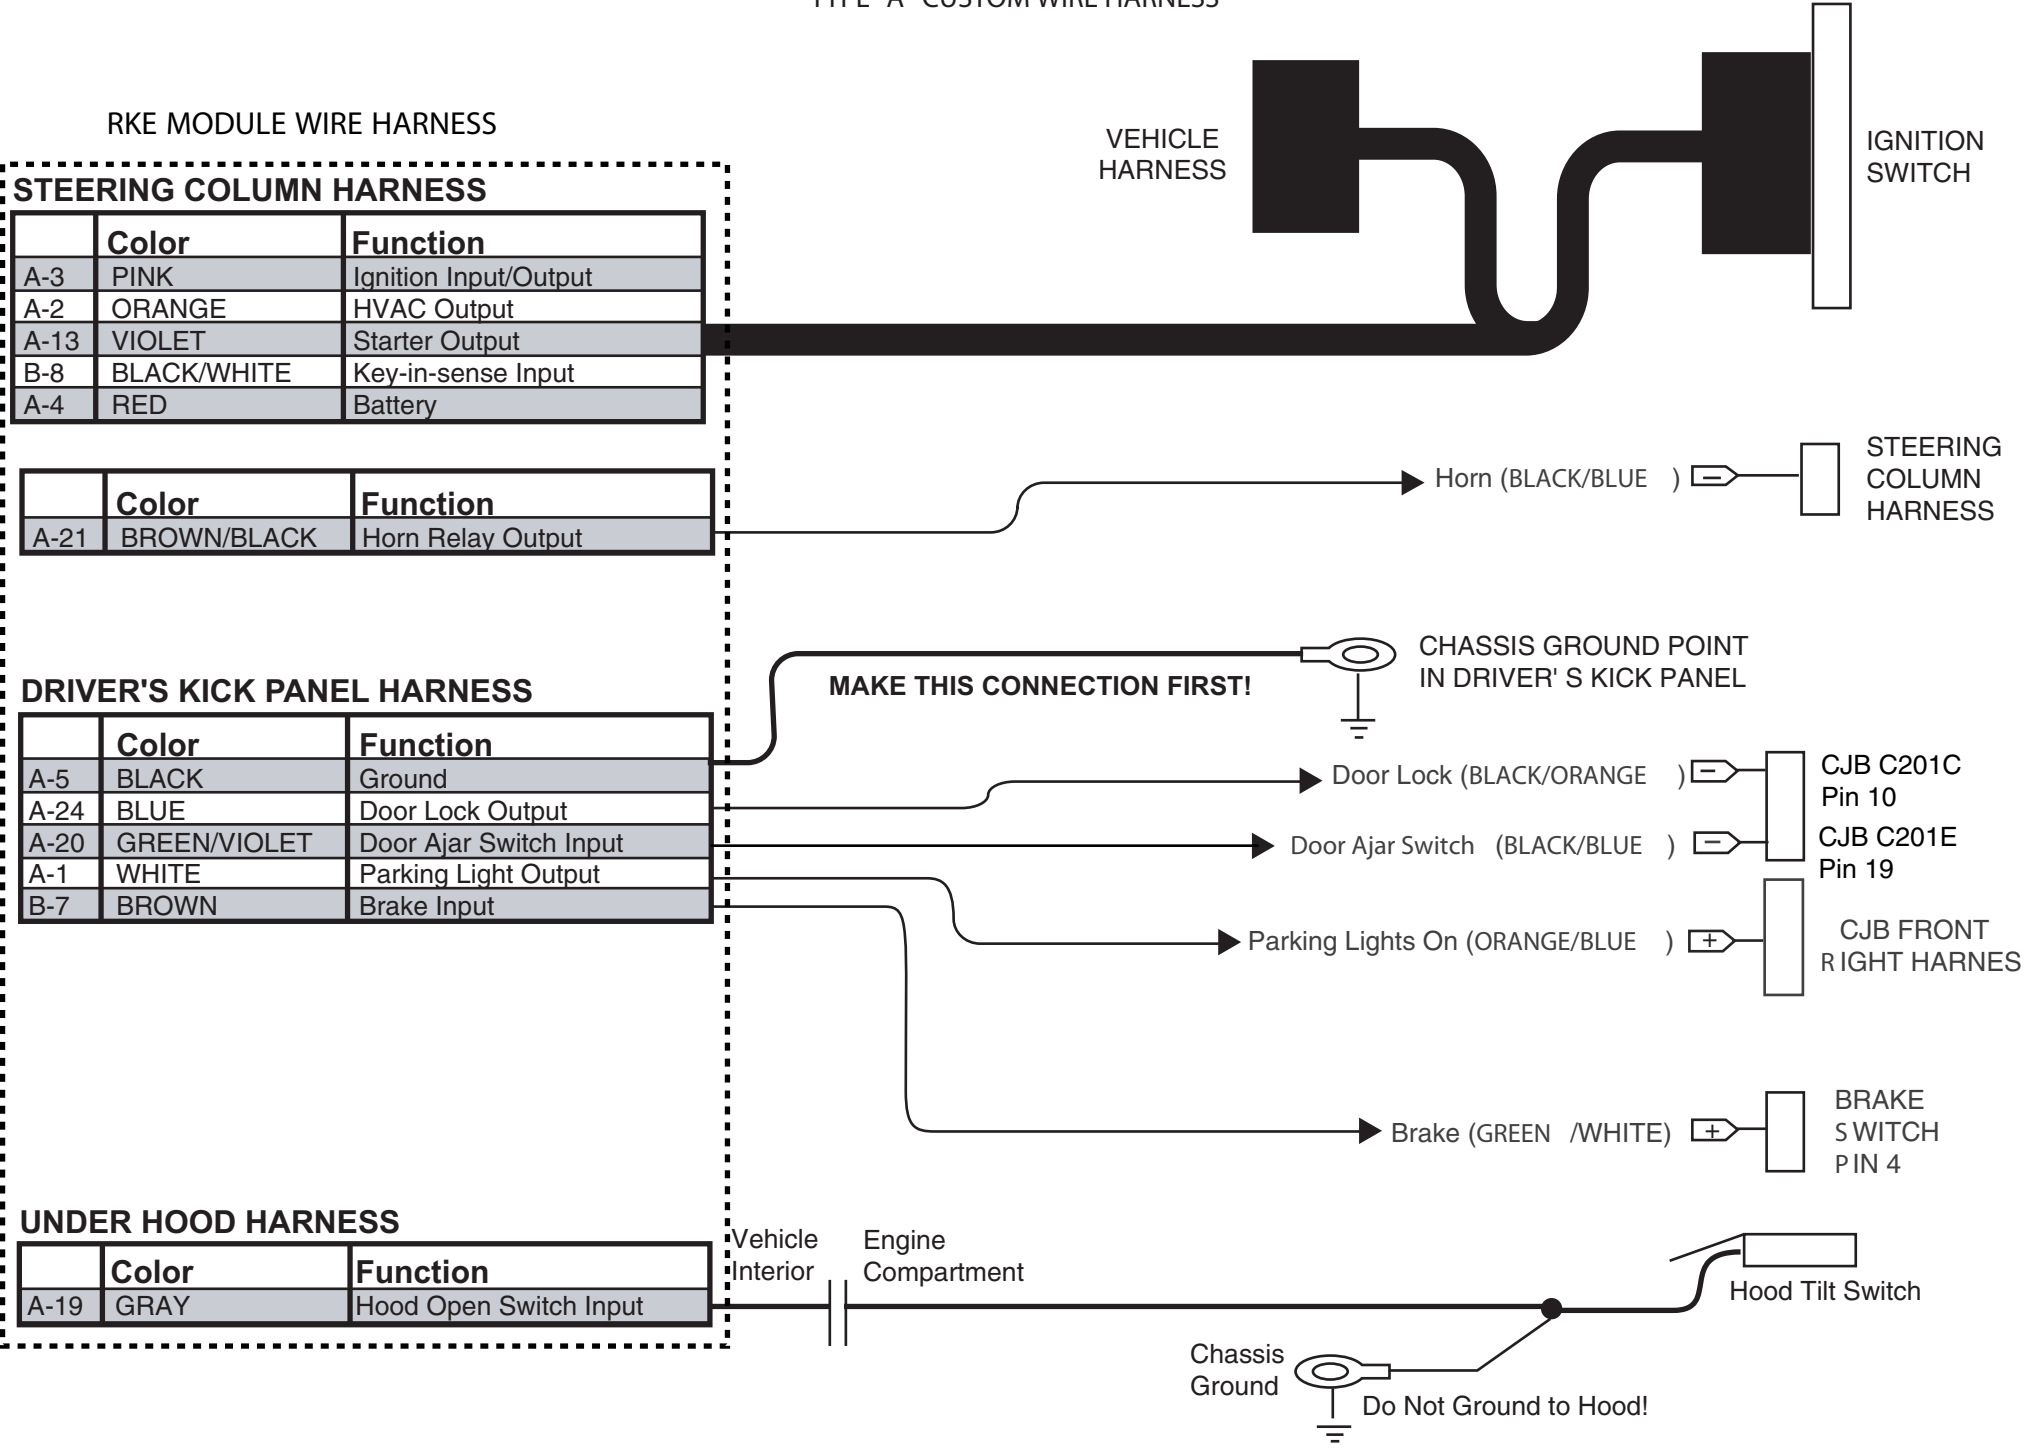 TYPE "A" CUSTOM WIRE HARNESS
RKE MODULE WIRE HARNESS
VEHICLE
HARNESS
IGNITION
SWITCH
STEERING COLUMN HARNESS
Color Function
A-3 PINK Ignition Input/Output
A-2 ORANGE HVAC Output
A-13 VIOLET Starter Output
B-8 BLACK/WHITE Key-in-sense Input
A-4 RED Battery
Color Function
A-21 BROWN/BLACK Horn Relay Output
Horn (BLACK/BLUE ) −
STEERING
COLUMN
HARNESS
MAKE THIS CONNECTION FIRST!
CHASSIS GROUND POINT
IN DRIVER' S KICK PANEL
DRIVER'S KICK PANEL HARNESS
Color Function
A-5 BLACK Ground
A-24 BLUE Door Lock Output
A-20 GREEN/VIOLET Door Ajar Switch Input
A-1 WHITE Parking Light Output
B-7 BROWN Brake Input
Door Lock (BLACK/ORANGE ) −
CJB C201C
Pin 10
Door Ajar Switch (BLACK/BLUE ) −
CJB C201E
Pin 19
Parking Lights On (ORANGE/BLUE ) +
CJB FRONT
R IGHT HARNES
Brake (GREEN /WHITE) +
BRAKE
S WITCH
P IN 4
UNDER HOOD HARNESS
Color Function
A-19 GRAY Hood Open Switch Input
Vehicle
Interior
Engine
Compartment
Hood Tilt Switch
Chassis
Ground
Do Not Ground to Hood!